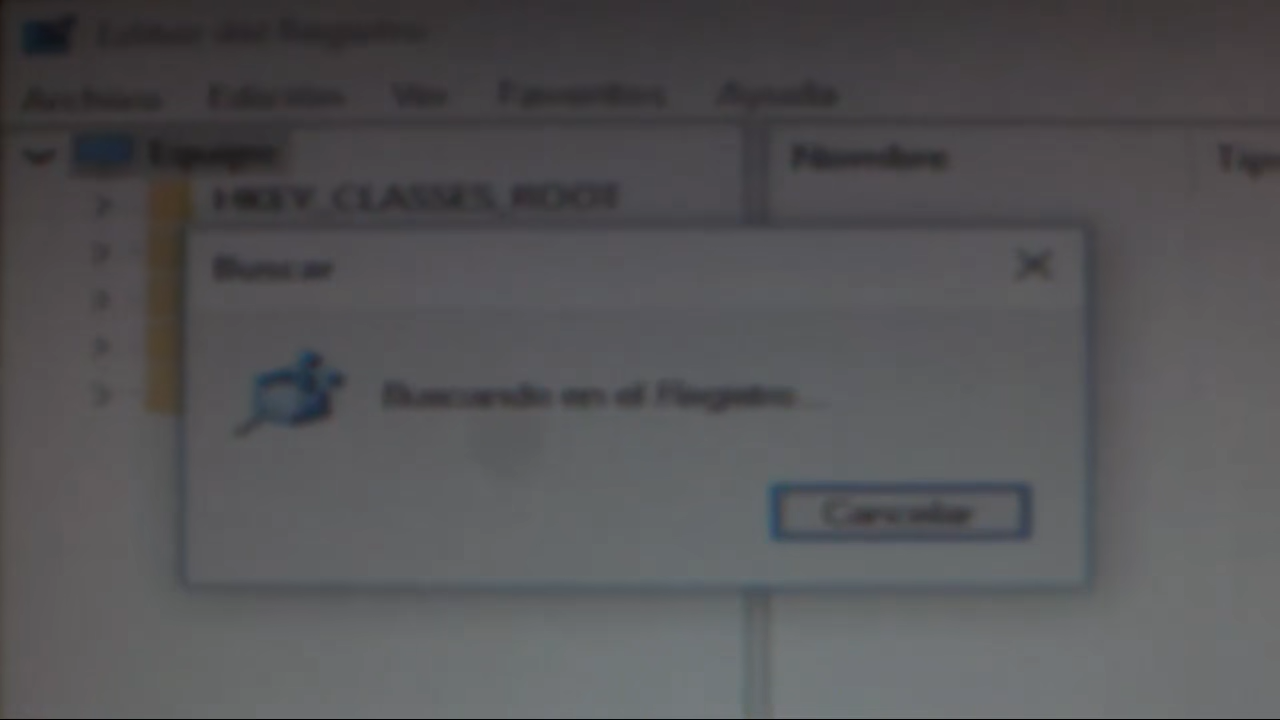 Editor del Registro
Archivo Edición Ver Favoritos Ayuda
Equipo
Nombre Tipo
HKEY_CLASSES_ROOT
Buscar
Buscando en el Registro...
Cancelar